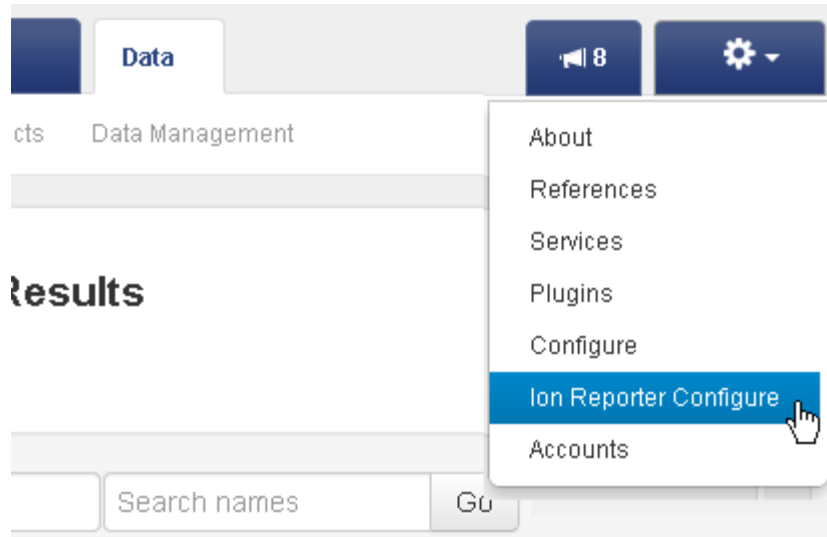 Data
8
cts Data Management
About
References
Services
Results
Plugins
Configure
Ion Reporter Configure
Accounts
Search names Go